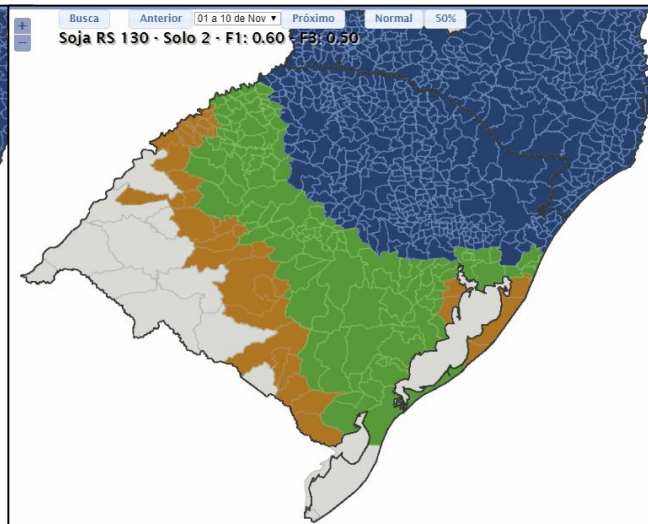 + Busca Anterior 01 a 10 de Nov ▼ Próximo Normal 50%
− Soja RS 130 - Solo 2 - F1: 0.60 - F3: 0.50